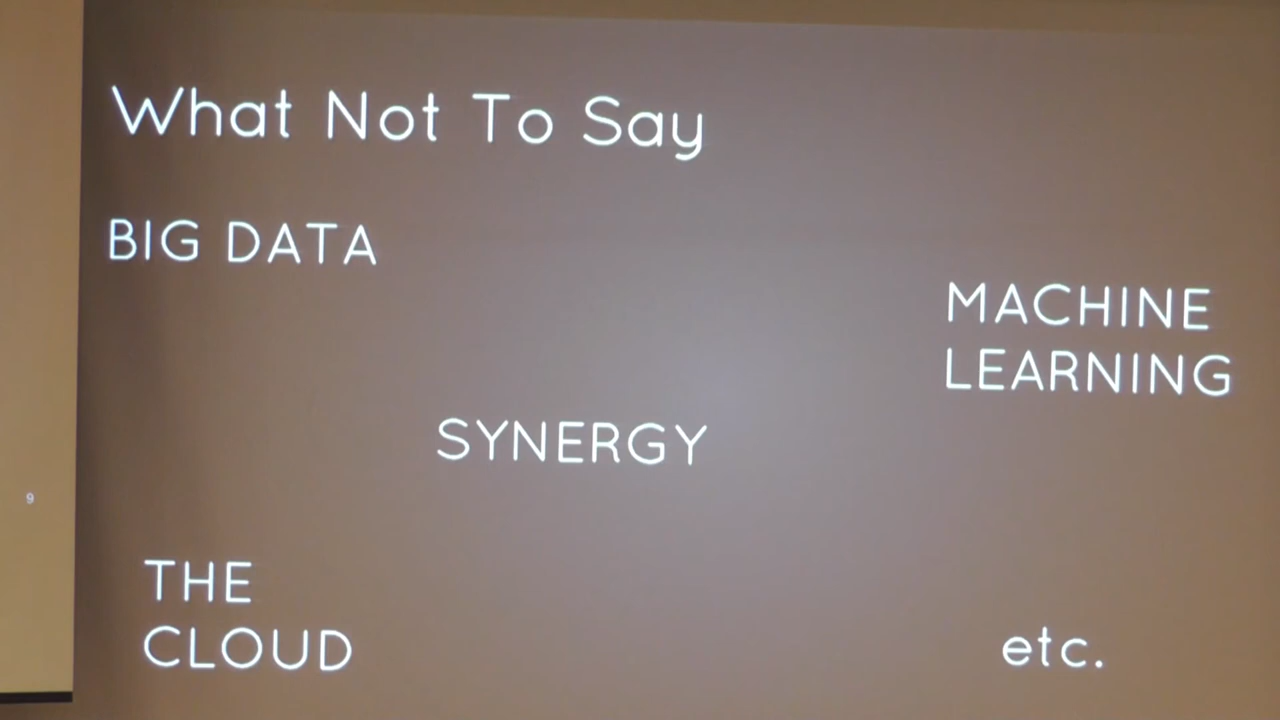 What Not To Say
BIG DATA
MACHINE
LEARNING
SYNERGY
9
THE
CLOUD
etc.